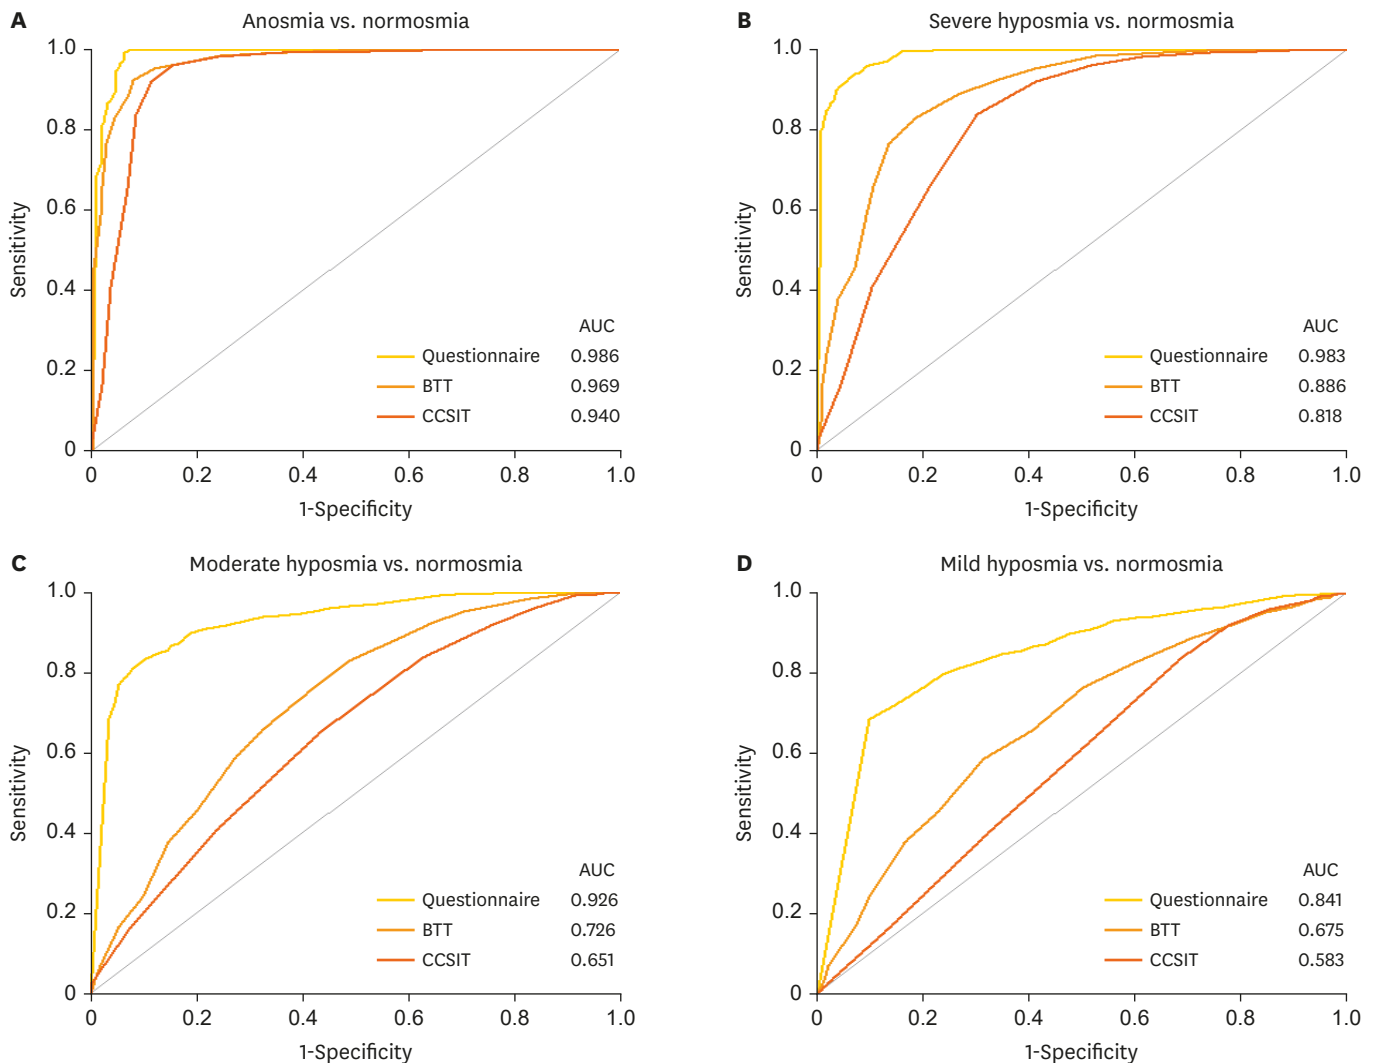 A Anosmia vs. normosmia
1.0
0.8
0.6
0.4
0.2
0
Sensitivity
AUC
Questionnaire 0.986
BTT 0.969
CCSIT 0.940
0 0.2 0.4 0.6 0.8 1.0
1-Specificity
B Severe hyposmia vs. normosmia
1.0
0.8
0.6
0.4
0.2
0
Sensitivity
AUC
Questionnaire 0.983
BTT 0.886
CCSIT 0.818
0 0.2 0.4 0.6 0.8 1.0
1-Specificity
C Moderate hyposmia vs. normosmia
1.0
0.8
0.6
0.4
0.2
0
Sensitivity
AUC
Questionnaire 0.926
BTT 0.726
CCSIT 0.651
0 0.2 0.4 0.6 0.8 1.0
1-Specificity
D Mild hyposmia vs. normosmia
1.0
0.8
0.6
0.4
0.2
0
Sensitivity
AUC
Questionnaire 0.841
BTT 0.675
CCSIT 0.583
0 0.2 0.4 0.6 0.8 1.0
1-Specificity